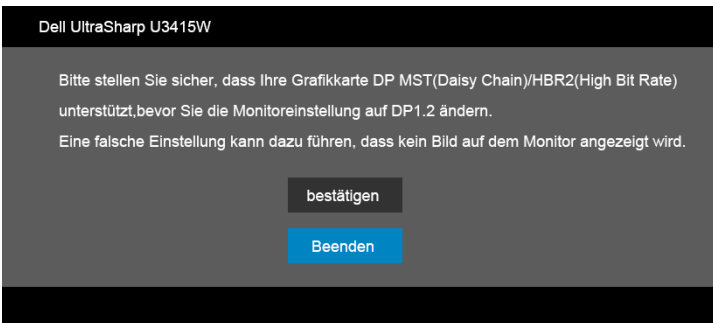 Dell UltraSharp U3415W
Bitte stellen Sie sicher, dass Ihre Grafikkarte DP MST(Daisy Chain)/HBR2(High Bit Rate)
unterstützt,bevor Sie die Monitoreinstellung auf DP1.2 ändern.
Eine falsche Einstellung kann dazu führen, dass kein Bild auf dem Monitor angezeigt wird.
bestätigen
Beenden